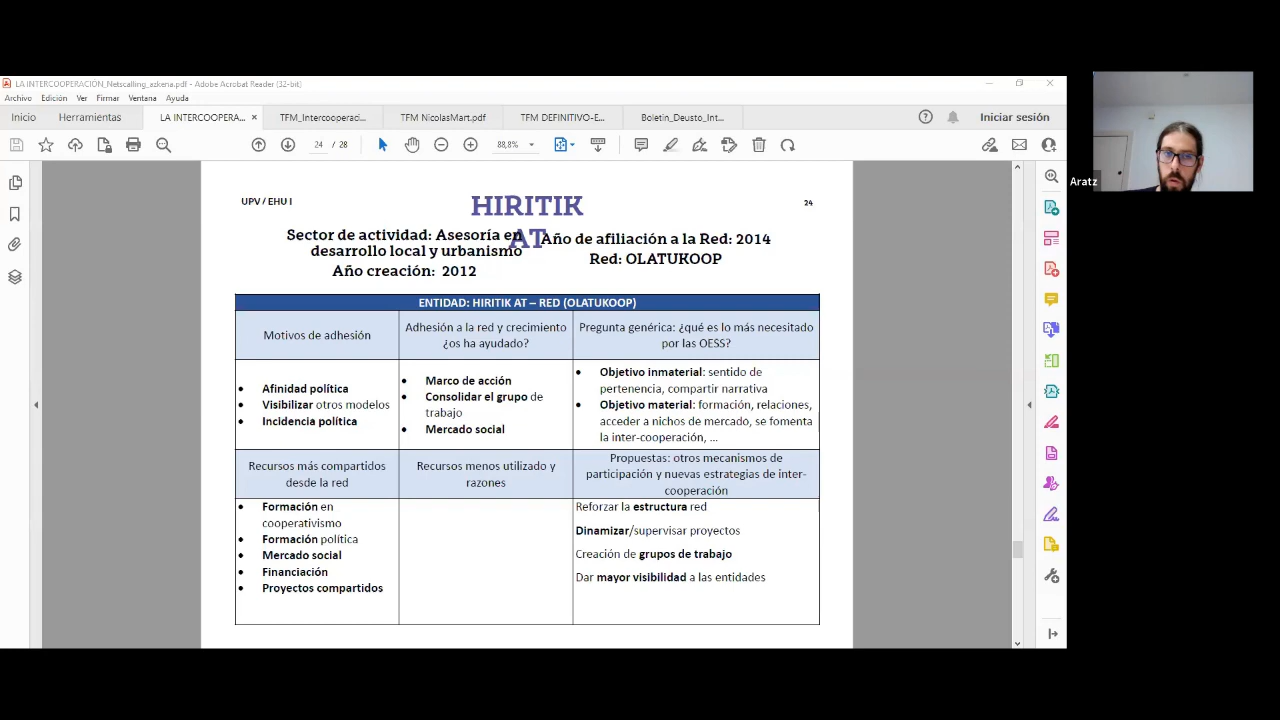 LA INTERCOOPERACIÓN_Netscalling_azkeria.pdf - Adobe Acrobat Reader (32-bit)
Archivo Edición Ver Firmar Ventana Ayuda
Inicio Herramientas LA INTERCOOPERA... × TFM_Intercooperaci... TFM NicolasMart.pdf TFM DEFINITIVO-E... Boletin_Deusto_Int... Iniciar sesión
24 / 28 88,8%
UPV / EHU I
HIRITIK
AT
24
Sector de actividad: Asesoría en
desarrollo local y urbanismo
Año creación: 2012
Año de afiliación a la Red: 2014
Red: OLATUKOOP
ENTIDAD: HIRITIK AT – RED (OLATUKOOP)
Motivos de adhesión
Adhesión a la red y crecimiento
¿os ha ayudado?
Pregunta genérica: ¿qué es lo más necesitado
por las OESS?
• Afinidad política
• Visibilizar otros modelos
• Incidencia política
• Marco de acción
• Consolidar el grupo de
trabajo
• Mercado social
• Objetivo inmaterial: sentido de
pertenencia, compartir narrativa
• Objetivo material: formación, relaciones,
acceder a nichos de mercado, se fomenta
la inter-cooperación, ...
Recursos más compartidos
desde la red
Recursos menos utilizado y
razones
Propuestas: otros mecanismos de
participación y nuevas estrategias de inter-
cooperación
• Formación en
cooperativismo
• Formación política
• Mercado social
• Financiación
• Proyectos compartidos
Reforzar la estructura red
Dinamizar/supervisar proyectos
Creación de grupos de trabajo
Dar mayor visibilidad a las entidades
Aratz